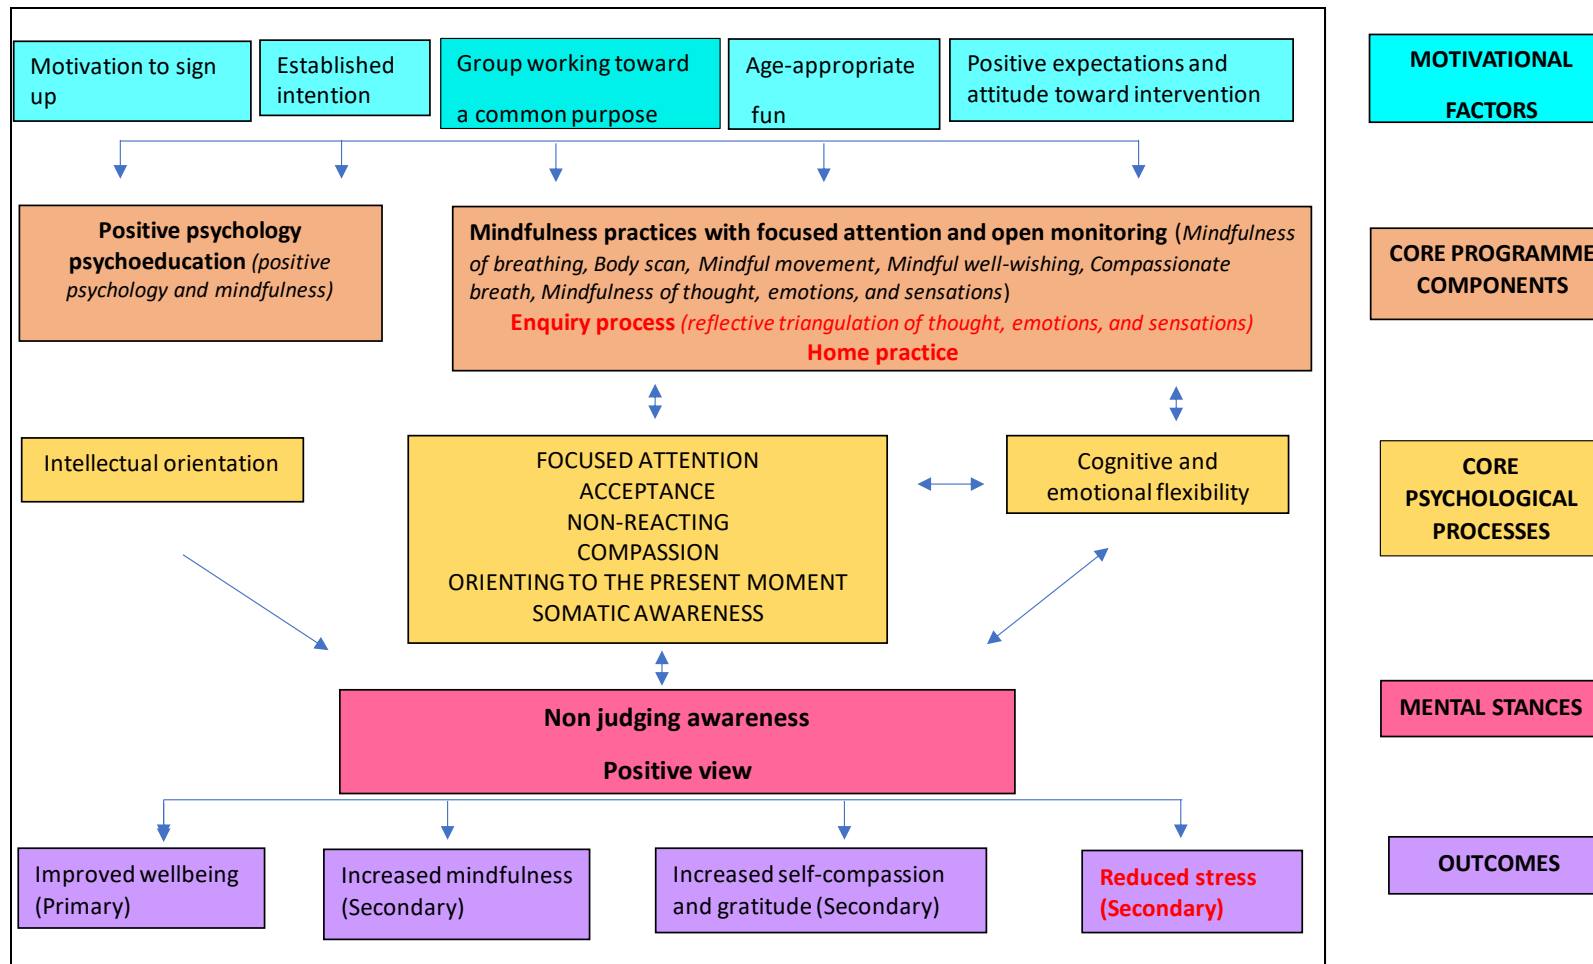 Motivation to sign
up
Established
intention
Group working toward
a common purpose
Age-appropriate
fun
Positive expectations and
attitude toward intervention
MOTIVATIONAL
FACTORS
Positive psychology
psychoeducation (positive
psychology and mindfulness)
Mindfulness practices with focused attention and open monitoring (Mindfulness
of breathing, Body scan, Mindful movement, Mindful well-wishing, Compassionate
breath, Mindfulness of thought, emotions, and sensations)
Enquiry process (reflective triangulation of thought, emotions, and sensations)
Home practice
CORE PROGRAMME
COMPONENTS
Intellectual orientation
FOCUSED ATTENTION
ACCEPTANCE
NON-REACTING
COMPASSION
ORIENTING TO THE PRESENT MOMENT
SOMATIC AWARENESS
Cognitive and
emotional flexibility
CORE
PSYCHOLOGICAL
PROCESSES
Non judging awareness
Positive view
MENTAL STANCES
Improved wellbeing
(Primary)
Increased mindfulness
(Secondary)
Increased self-compassion
and gratitude (Secondary)
Reduced stress
(Secondary)
OUTCOMES